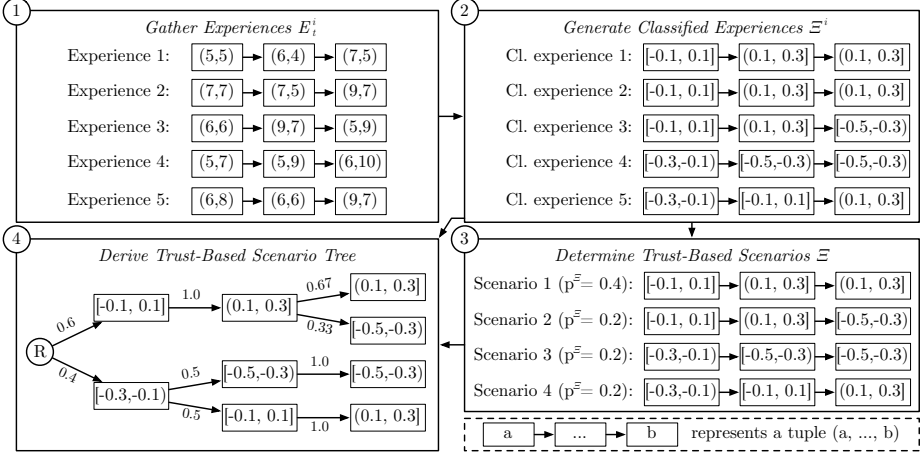 1
Gather Experiences E_t^i
Experience 1: (5,5) (6,4) (7,5)
Experience 2: (7,7) (7,5) (9,7)
Experience 3: (6,6) (9,7) (5,9)
Experience 4: (5,7) (5,9) (6,10)
Experience 5: (6,8) (6,6) (9,7)
2
Generate Classified Experiences Ξ^i
Cl. experience 1: [-0.1, 0.1] (0.1, 0.3] (0.1, 0.3]
Cl. experience 2: [-0.1, 0.1] (0.1, 0.3] (0.1, 0.3]
Cl. experience 3: [-0.1, 0.1] (0.1, 0.3] [-0.5,-0.3)
Cl. experience 4: [-0.3,-0.1) [-0.5,-0.3) [-0.5,-0.3)
Cl. experience 5: [-0.3,-0.1) [-0.1, 0.1] (0.1, 0.3]
4
Derive Trust-Based Scenario Tree
0.67 (0.1, 0.3]
[-0.1, 0.1] 1.0 (0.1, 0.3]
0.6 0.33 [-0.5,-0.3)
R
0.4 0.5 [-0.5,-0.3) 1.0 [-0.5,-0.3)
[-0.3,-0.1)
0.5 [-0.1, 0.1] 1.0 (0.1, 0.3]
3
Determine Trust-Based Scenarios Ξ
Scenario 1 (p^Ξ= 0.4): [-0.1, 0.1] (0.1, 0.3] (0.1, 0.3]
Scenario 2 (p^Ξ= 0.2): [-0.1, 0.1] (0.1, 0.3] [-0.5,-0.3)
Scenario 3 (p^Ξ= 0.2): [-0.3,-0.1) [-0.5,-0.3) [-0.5,-0.3)
Scenario 4 (p^Ξ= 0.2): [-0.3,-0.1) [-0.1, 0.1] (0.1, 0.3]
a ... b represents a tuple (a, ..., b)